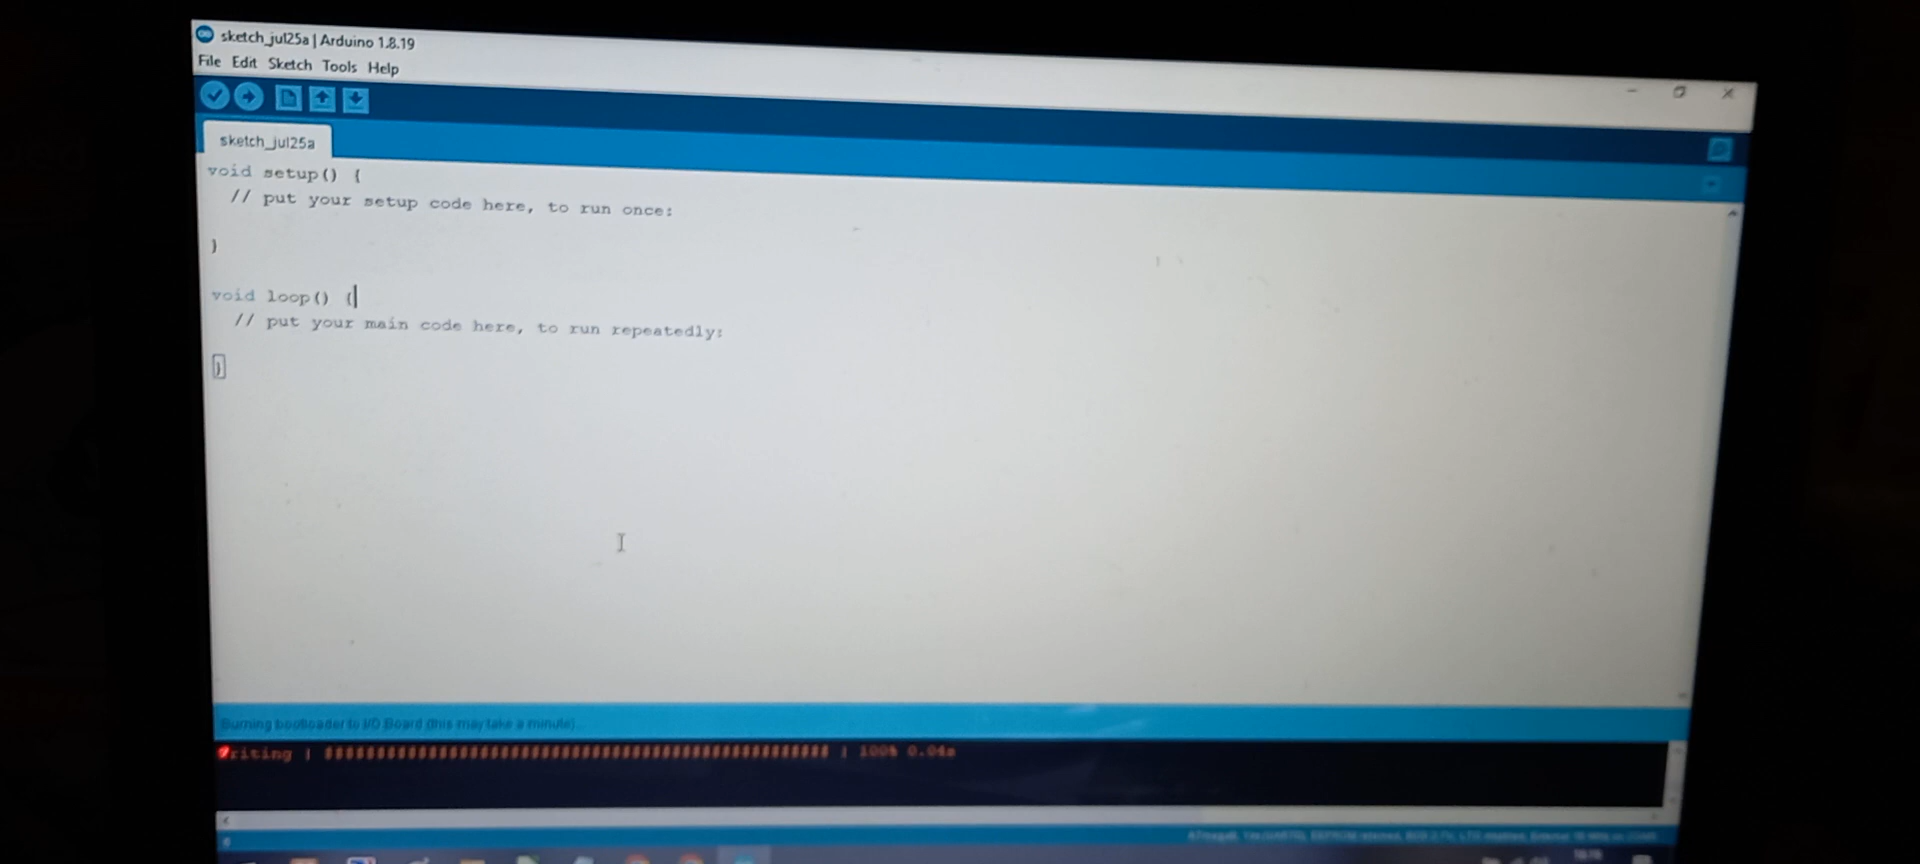 sketch_jul25a | Arduino 1.8.19
File Edit Sketch Tools Help
sketch_jul25a
void setup() {
// put your setup code here, to run once:
}
void loop() {
// put your main code here, to run repeatedly:
}
Burning bootloader to I/O Board (this may take a minute)...
riting | ################################################## | 100% 0.04s
6